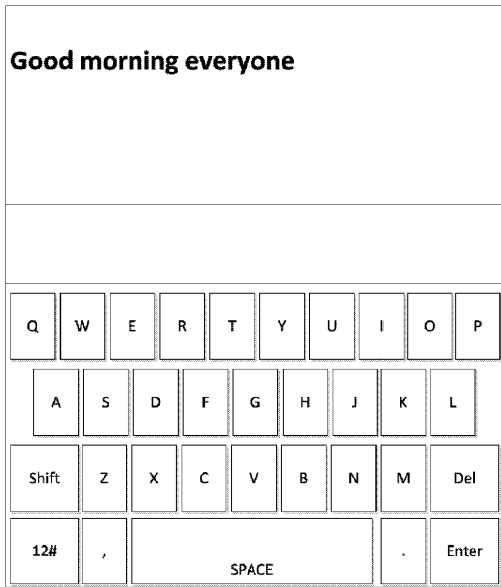 Good morning everyone
Q W E R T Y U I O P
A S D F G H J K L
Shift Z X C V B N M Del
12# , SPACE . Enter